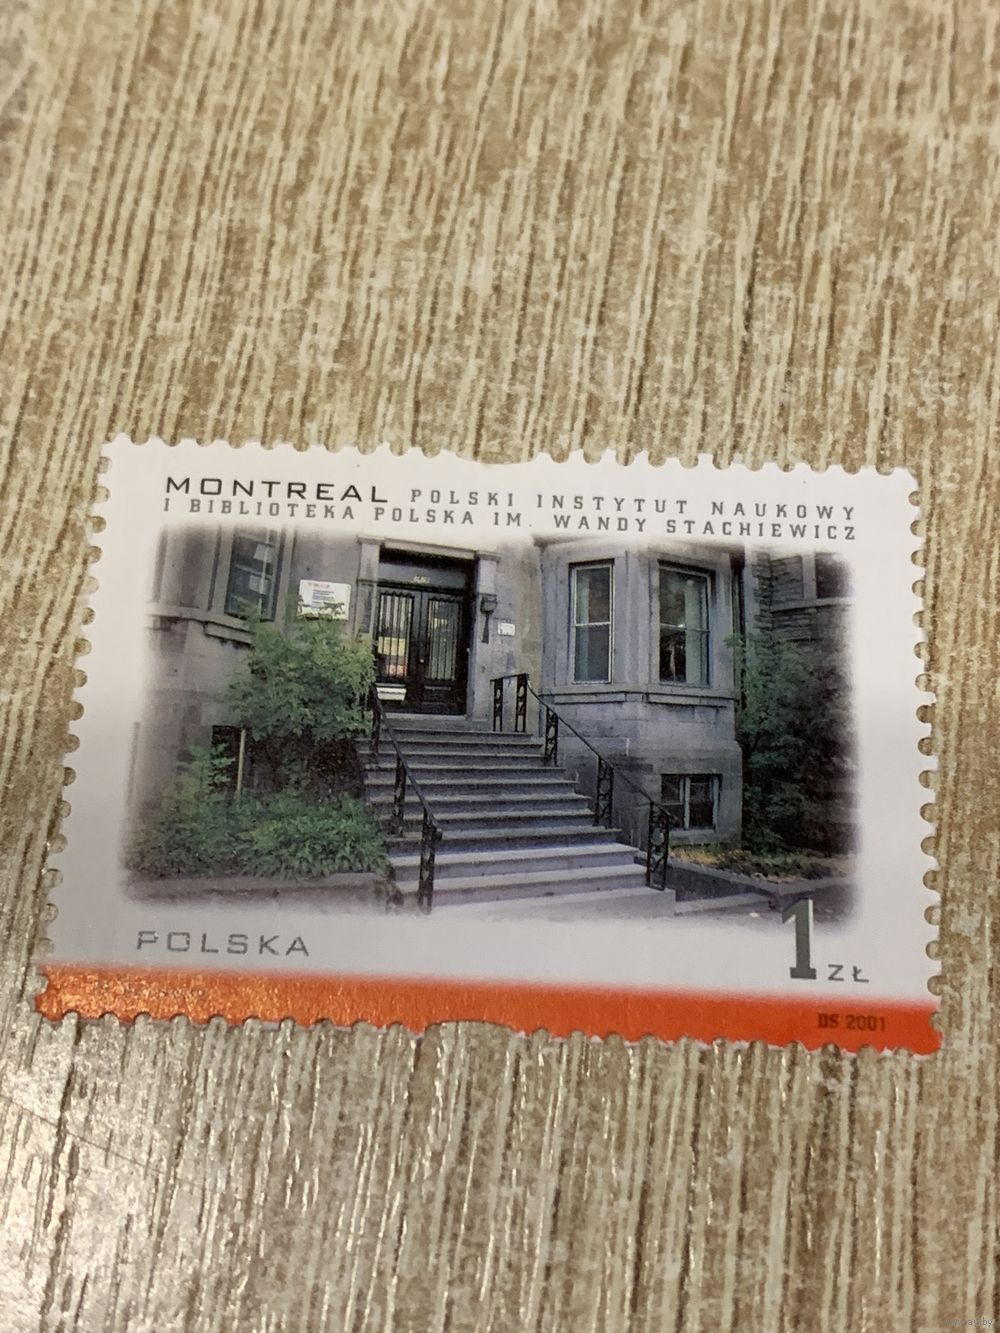 MONTREAL POLSKI INSTYTUT NAUKOWY
I BIBLIOTEKA POLSKA IM. WANDY STACHIEWICZ
POLSKA
1 ZŁ
DS 2001